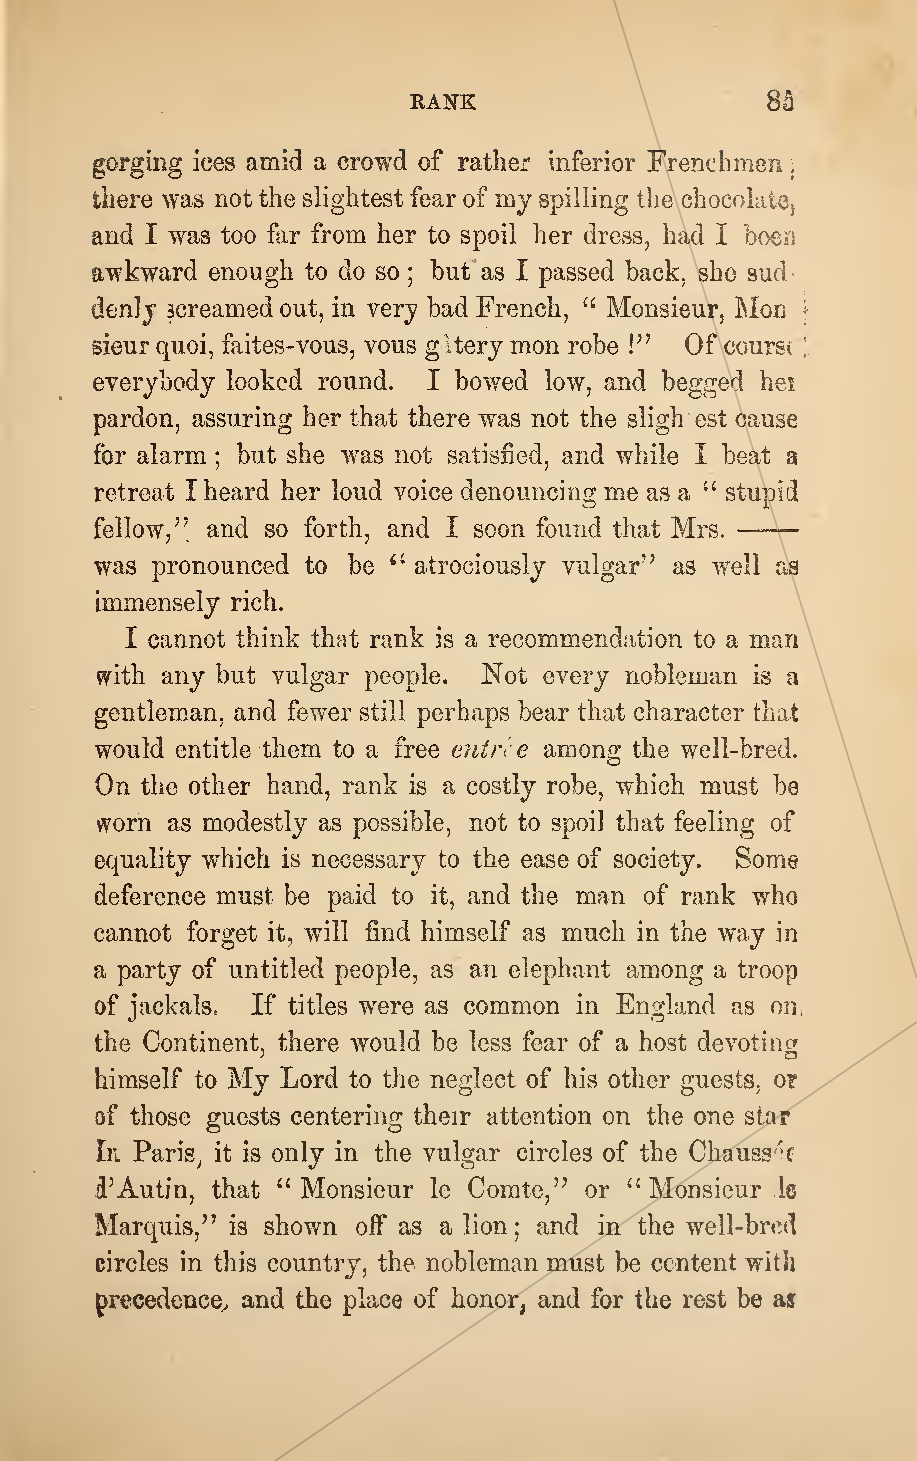 RANK 85
gorging ices amid a crowd of rather inferior Frenchmen;
there was not the slightest fear of my spilling the chocolate,
and I was too far from her to spoil her dress, had I been
awkward enough to do so; but as I passed back, she sud-
denly screamed out, in very bad French, “Monsieur, Mon
sieur quoi, faites-vous, vous gâtery mon robe!” Of course
everybody looked round. I bowed low, and begged her
pardon, assuring her that there was not the slightest cause
for alarm; but she was not satisfied, and while I beat a
retreat I heard her loud voice denouncing me as a “stupid
fellow,” and so forth, and I soon found that Mrs. ——
was pronounced to be “atrociously vulgar” as well as
immensely rich.
I cannot think that rank is a recommendation to a man
with any but vulgar people. Not every nobleman is a
gentleman, and fewer still perhaps bear that character that
would entitle them to a free entrée among the well-bred.
On the other hand, rank is a costly robe, which must be
worn as modestly as possible, not to spoil that feeling of
equality which is necessary to the ease of society. Some
deference must be paid to it, and the man of rank who
cannot forget it, will find himself as much in the way in
a party of untitled people, as an elephant among a troop
of jackals. If titles were as common in England as on
the Continent, there would be less fear of a host devoting
himself to My Lord to the neglect of his other guests, or
of those guests centering their attention on the one star
In Paris, it is only in the vulgar circles of the Chaussée
d’Autin, that “Monsieur le Comte,” or “Monsieur le
Marquis,” is shown off as a lion; and in the well-bred
circles in this country, the nobleman must be content with
precedence, and the place of honor, and for the rest be as